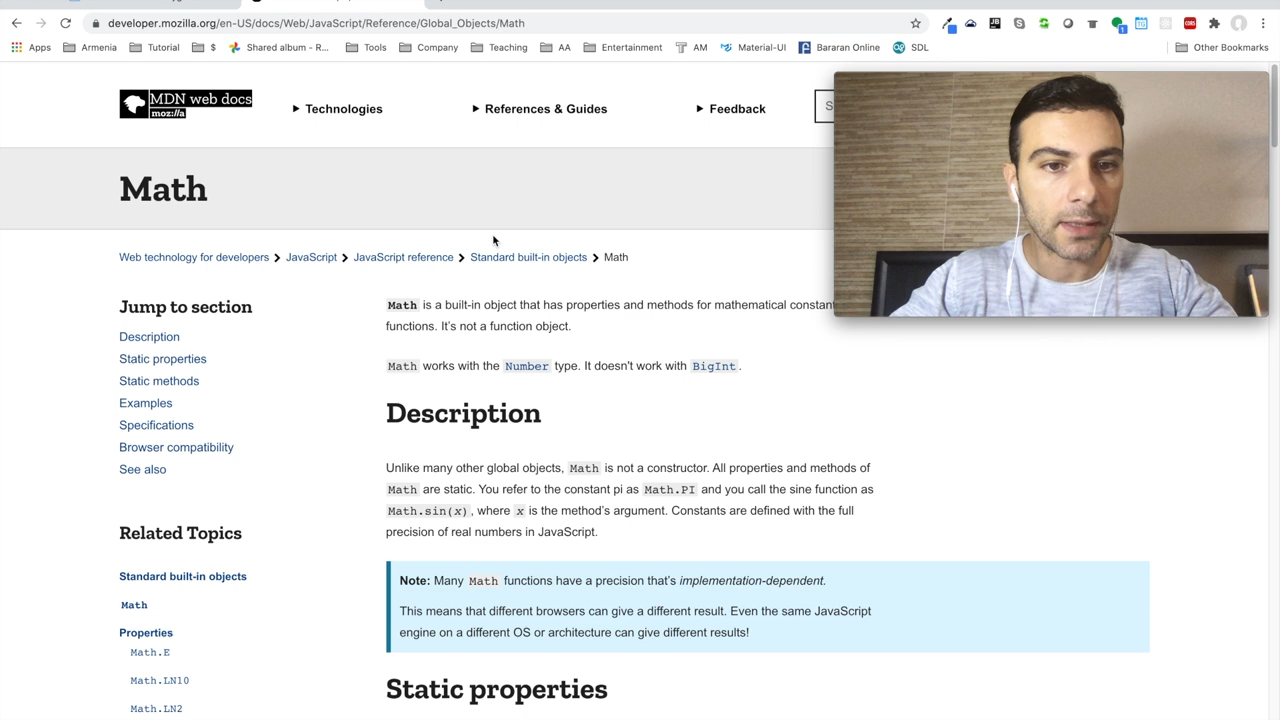 developer.mozilla.org/en-US/docs/Web/JavaScript/Reference/Global_Objects/Math
Apps Armenia Tutorial $ Shared album - R... Tools Company Teaching AA Entertainment AM Material-UI Bararan Online SDL Other Bookmarks
MDN web docs
moz://a
Technologies References & Guides Feedback S
Math
Web technology for developers JavaScript JavaScript reference Standard built-in objects Math
Jump to section
Description
Static properties
Static methods
Examples
Specifications
Browser compatibility
See also
Related Topics
Standard built-in objects
Math
Properties
Math.E
Math.LN10
Math.LN2
Math is a built-in object that has properties and methods for mathematical constan
functions. It's not a function object.
Math works with the Number type. It doesn't work with BigInt.
Description
Unlike many other global objects, Math is not a constructor. All properties and methods of
Math are static. You refer to the constant pi as Math.PI and you call the sine function as
Math.sin(x), where x is the method's argument. Constants are defined with the full
precision of real numbers in JavaScript.
Note: Many Math functions have a precision that's implementation-dependent.
This means that different browsers can give a different result. Even the same JavaScript
engine on a different OS or architecture can give different results!
Static properties